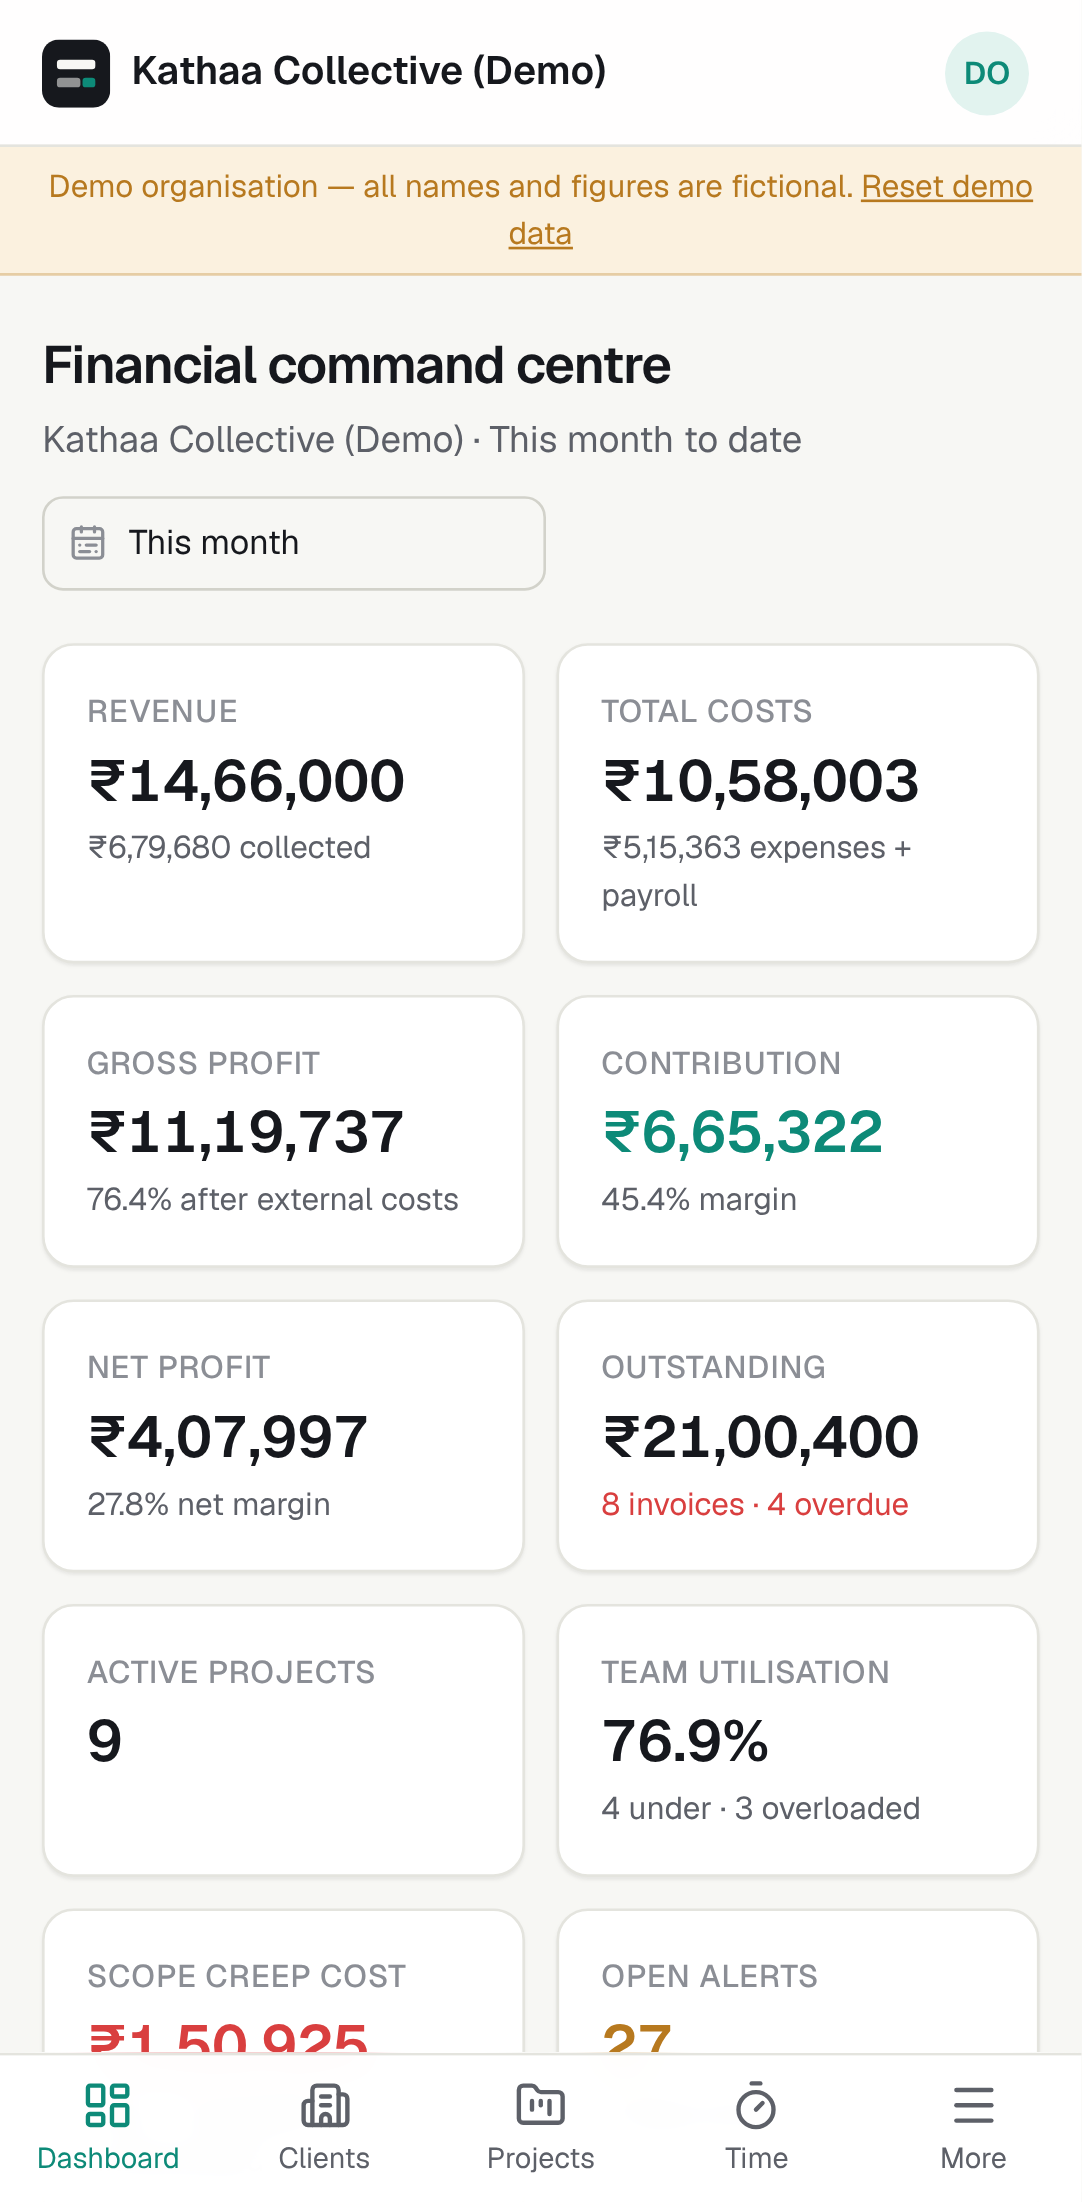 Kathaa Collective (Demo)
DO
Demo organisation — all names and figures are fictional. Reset demo
data
Financial command centre
Kathaa Collective (Demo) · This month to date
This month
REVENUE
₹14,66,000
₹6,79,680 collected
TOTAL COSTS
₹10,58,003
₹5,15,363 expenses +
payroll
GROSS PROFIT
₹11,19,737
76.4% after external costs
CONTRIBUTION
₹6,65,322
45.4% margin
NET PROFIT
₹4,07,997
27.8% net margin
OUTSTANDING
₹21,00,400
8 invoices · 4 overdue
ACTIVE PROJECTS
9
TEAM UTILISATION
76.9%
4 under · 3 overloaded
SCOPE CREEP COST
₹1,50,925
OPEN ALERTS
27
Dashboard
Clients
Projects
Time
More